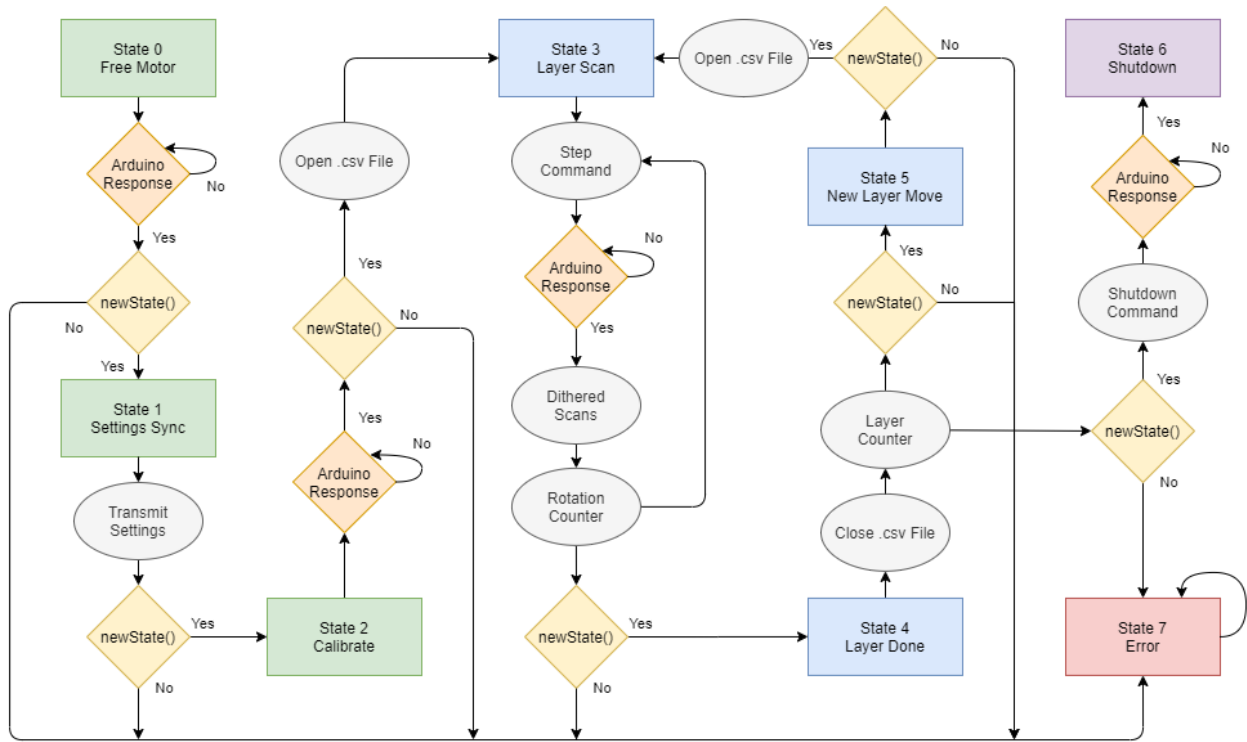 State 0
Free Motor
Arduino
Response
No
Yes
newState()
No
Yes
State 1
Settings Sync
Transmit
Settings
newState()
Yes
No
State 2
Calibrate
Arduino
Response
No
Yes
newState()
No
Yes
Open .csv File
State 3
Layer Scan
Step
Command
Arduino
Response
No
Yes
Dithered
Scans
Rotation
Counter
newState()
Yes
No
State 4
Layer Done
Close .csv File
Layer
Counter
newState()
No
Yes
State 5
New Layer Move
newState()
No
Yes
Open .csv File
State 6
Shutdown
Yes
Arduino
Response
No
Shutdown
Command
Yes
newState()
No
State 7
Error